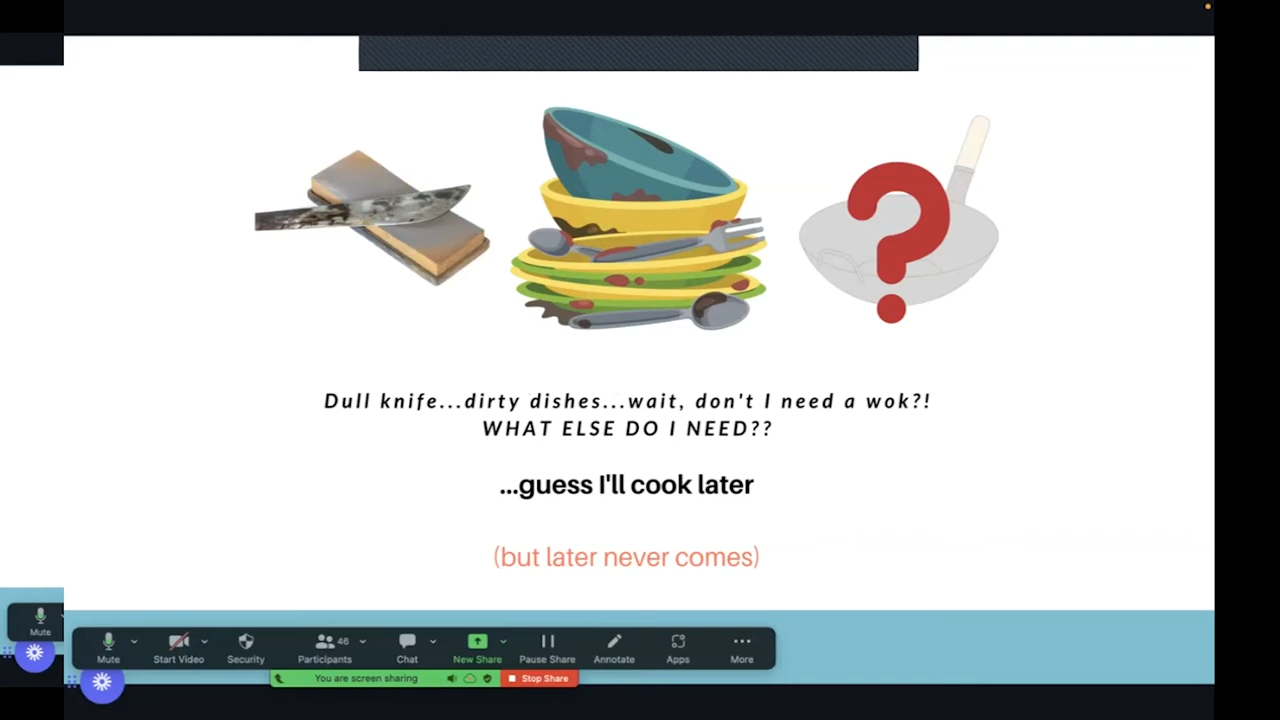 Dull knife...dirty dishes...wait, don't I need a wok?!
WHAT ELSE DO I NEED??
...guess I'll cook later
(but later never comes)
Mute
Mute
Start Video
Security
46
Participants
Chat
New Share
Pause Share
Annotate
Apps
More
You are screen sharing
Stop Share